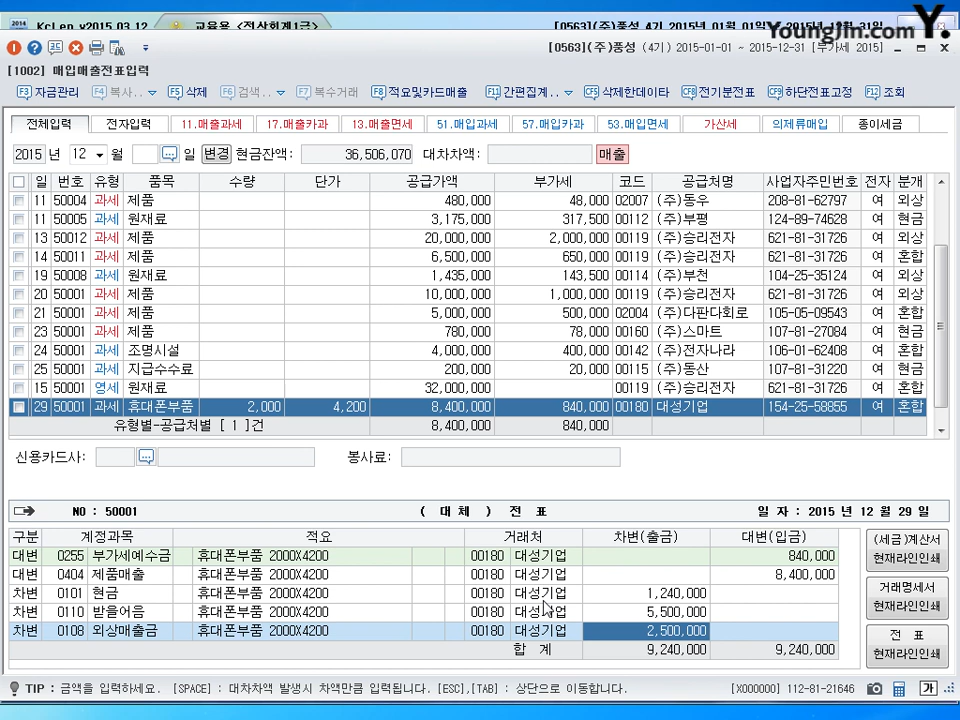 KcLep v2015.03.12 교육용 <전산회계1급> [0563](주)풍성 4기 2015년 01월 01일 2015년 12월 31일
YoungJin.com Y.
[0563](주)풍성 (4기) 2015-01-01 ~ 2015-12-31 [부가세 2015]
[1002] 매입매출전표입력
F3 자금관리 F4 복사.. F5 삭제 F6 검색.. F7 복수거래 F8 적요및카드매출 F11 간편집계.. CF5 삭제한데이타 CF8 전기분전표 CF9 하단전표고정 F12 조회
전체입력 전자입력 11.매출과세 17.매출카과 13.매출면세 51.매입과세 57.매입카과 53.매입면세 가산세 의제류매입 종이세금
2015 년 12 월 일 변경 현금잔액: 36,506,070 대차차액: 매출
일 번호 유형 품목 수량 단가 공급가액 부가세 코드 공급처명 사업자주민번호 전자 분개
11 50004 과세 제품 480,000 48,000 02007 (주)동우 208-81-62797 여 외상
11 50005 과세 원재료 3,175,000 317,500 00112 (주)부평 124-89-74628 여 현금
13 50012 과세 제품 20,000,000 2,000,000 00119 (주)승리전자 621-81-31726 여 외상
14 50011 과세 제품 6,500,000 650,000 00119 (주)승리전자 621-81-31726 여 혼합
19 50008 과세 원재료 1,435,000 143,500 00114 (주)부천 104-25-35124 여 외상
20 50001 과세 제품 10,000,000 1,000,000 00119 (주)승리전자 621-81-31726 여 외상
21 50001 과세 제품 5,000,000 500,000 02004 (주)다판다회로 105-05-09543 여 혼합
23 50001 과세 제품 780,000 78,000 00160 (주)스마트 107-81-27084 여 현금
24 50001 과세 조명시설 4,000,000 400,000 00142 (주)전자나라 106-01-62408 여 혼합
25 50001 과세 지급수수료 200,000 20,000 00115 (주)동산 107-81-31220 여 현금
15 50001 영세 원재료 32,000,000 00119 (주)승리전자 621-81-31726 여 혼합
29 50001 과세 휴대폰부품 2,000 4,200 8,400,000 840,000 00180 대성기업 154-25-58855 여 혼합
유형별-공급처별 [ 1 ]건 8,400,000 840,000
신용카드사: 봉사료:
NO : 50001 ( 대 체 ) 전 표 일 자 : 2015 년 12 월 29 일
구분 계정과목 적요 거래처 차변(출금) 대변(입금)
대변 0255 부가세예수금 휴대폰부품 2000X4200 00180 대성기업 840,000
대변 0404 제품매출 휴대폰부품 2000X4200 00180 대성기업 8,400,000
차변 0101 현금 휴대폰부품 2000X4200 00180 대성기업 1,240,000
차변 0110 받을어음 휴대폰부품 2000X4200 00180 대성기업 5,500,000
차변 0108 외상매출금 휴대폰부품 2000X4200 00180 대성기업 2,500,000
합 계 9,240,000 9,240,000
(세금)계산서
현재라인인쇄
거래명세서
현재라인인쇄
전 표
현재라인인쇄
TIP : 금액을 입력하세요. [SPACE] : 대차차액 발생시 차액만큼 입력됩니다. [ESC],[TAB] : 상단으로 이동합니다. [X000000] 112-81-21646 가